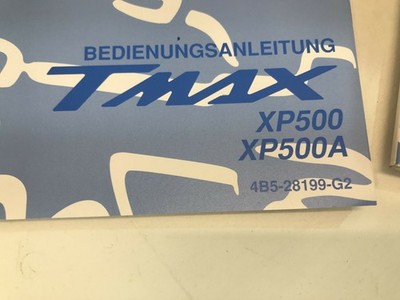 BEDIENUNGSANLEITUNG
TMAX
XP500
XP500A
4B5-28199-G2